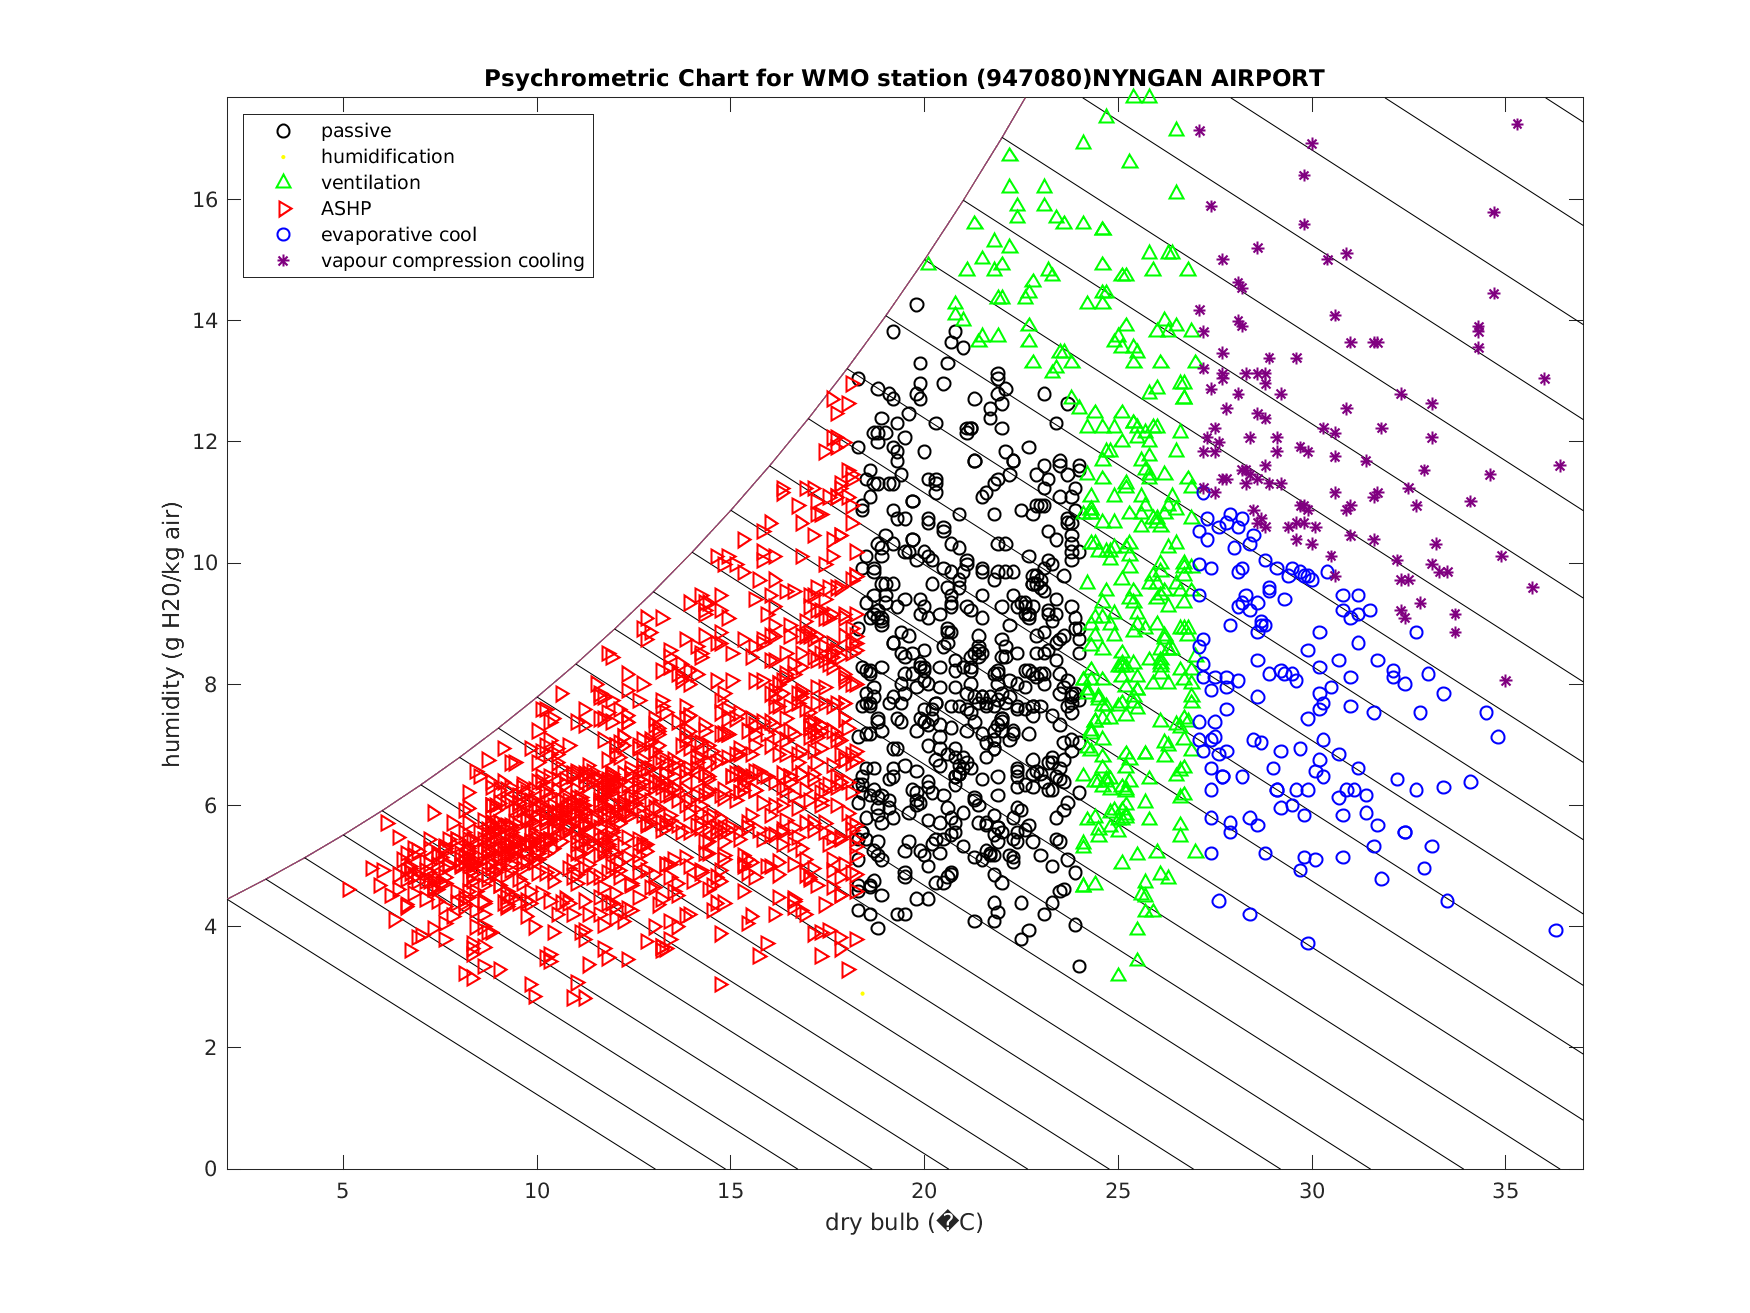 Psychrometric Chart for WMO station (947080)NYNGAN AIRPORT
passive
humidification
ventilation
ASHP
evaporative cool
vapour compression cooling
humidity (g H20/kg air)
16
14
12
10
8
6
4
2
0
5 10 15 20 25 30 35
dry bulb (�C)